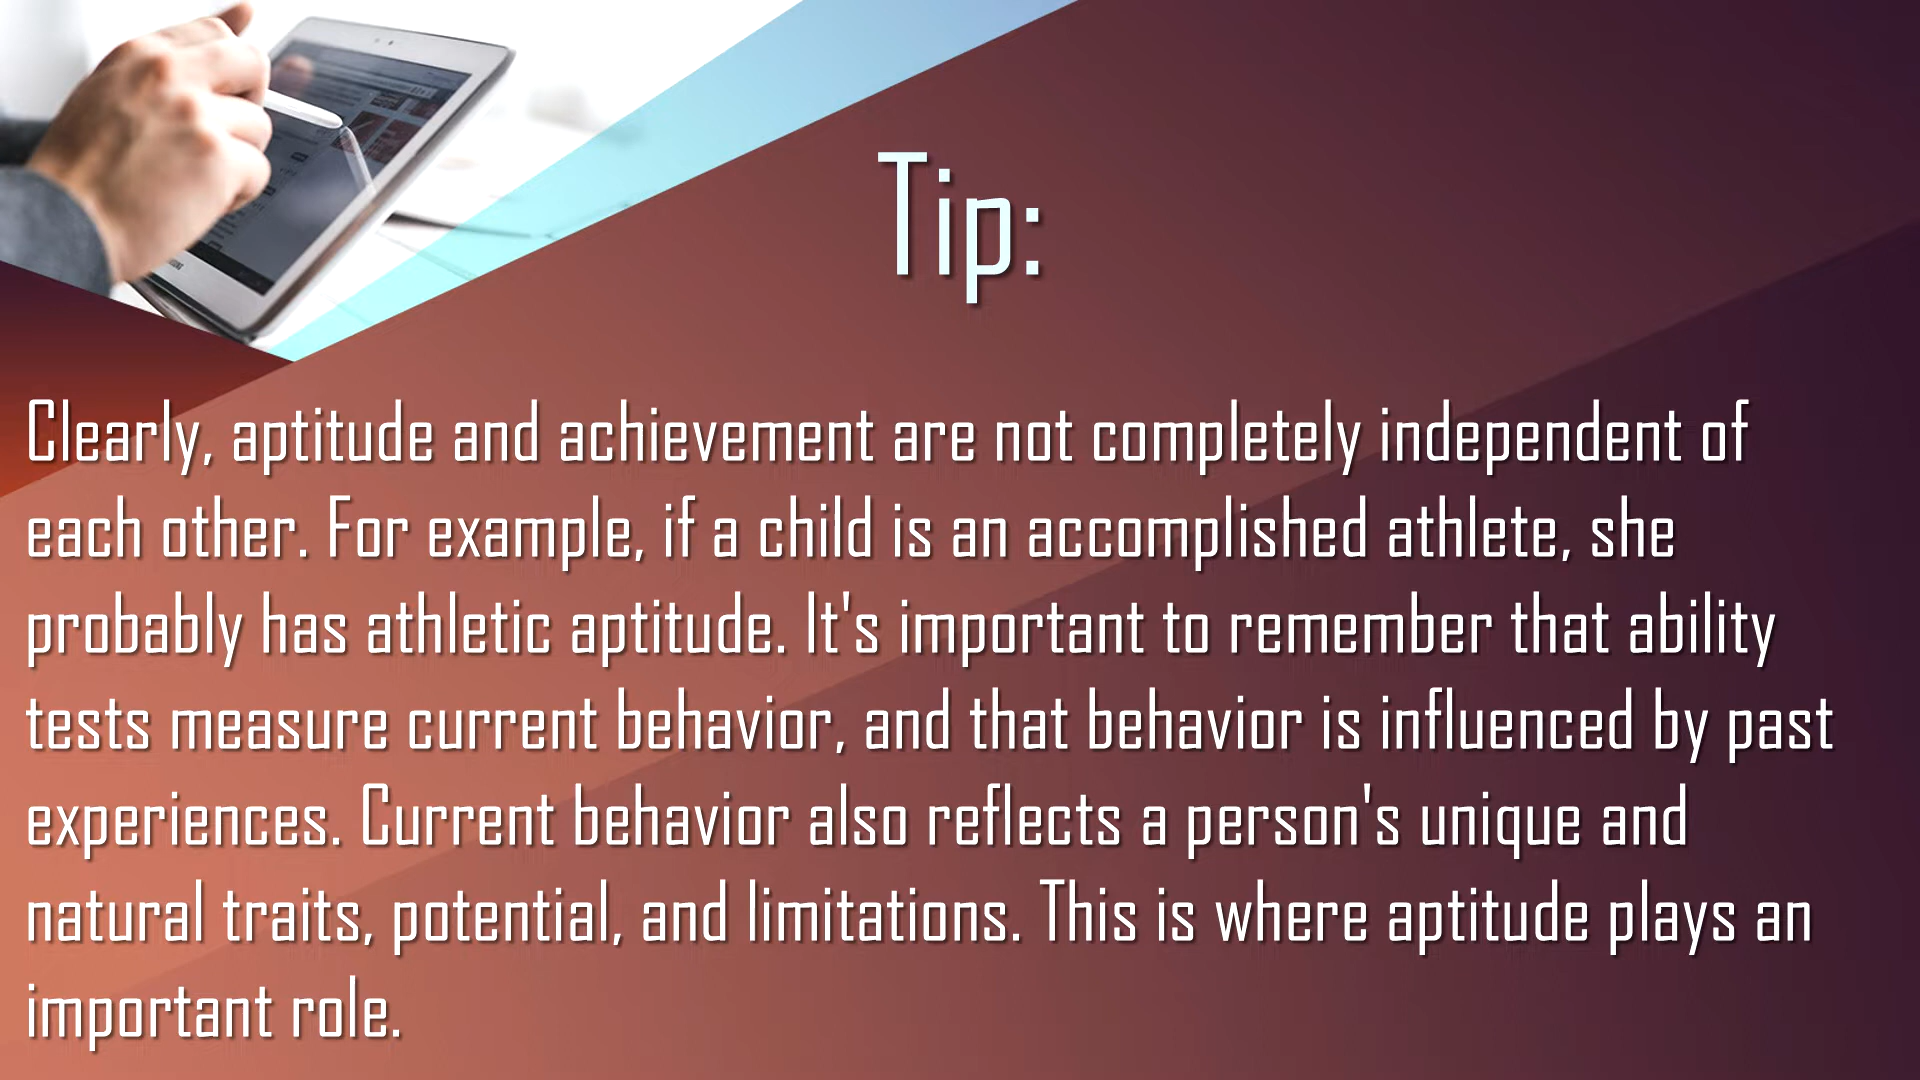 Tip:
Clearly, aptitude and achievement are not completely independent of
each other. For example, if a child is an accomplished athlete, she
probably has athletic aptitude. It's important to remember that ability
tests measure current behavior, and that behavior is influenced by past
experiences. Current behavior also reflects a person's unique and
natural traits, potential, and limitations. This is where aptitude plays an
important role.